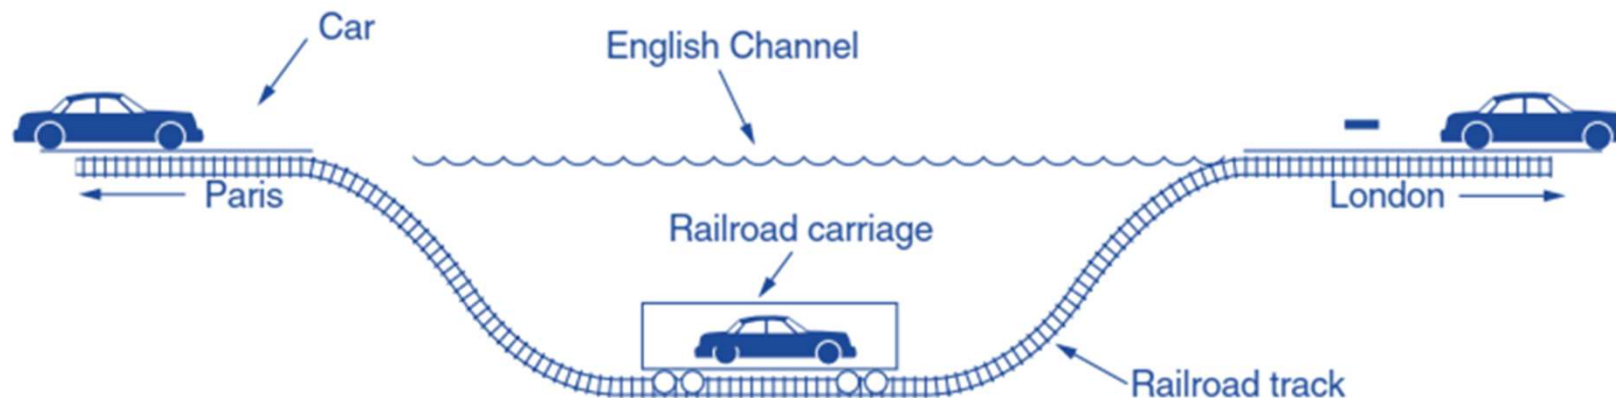 Car
English Channel
Paris
London
Railroad carriage
Railroad track